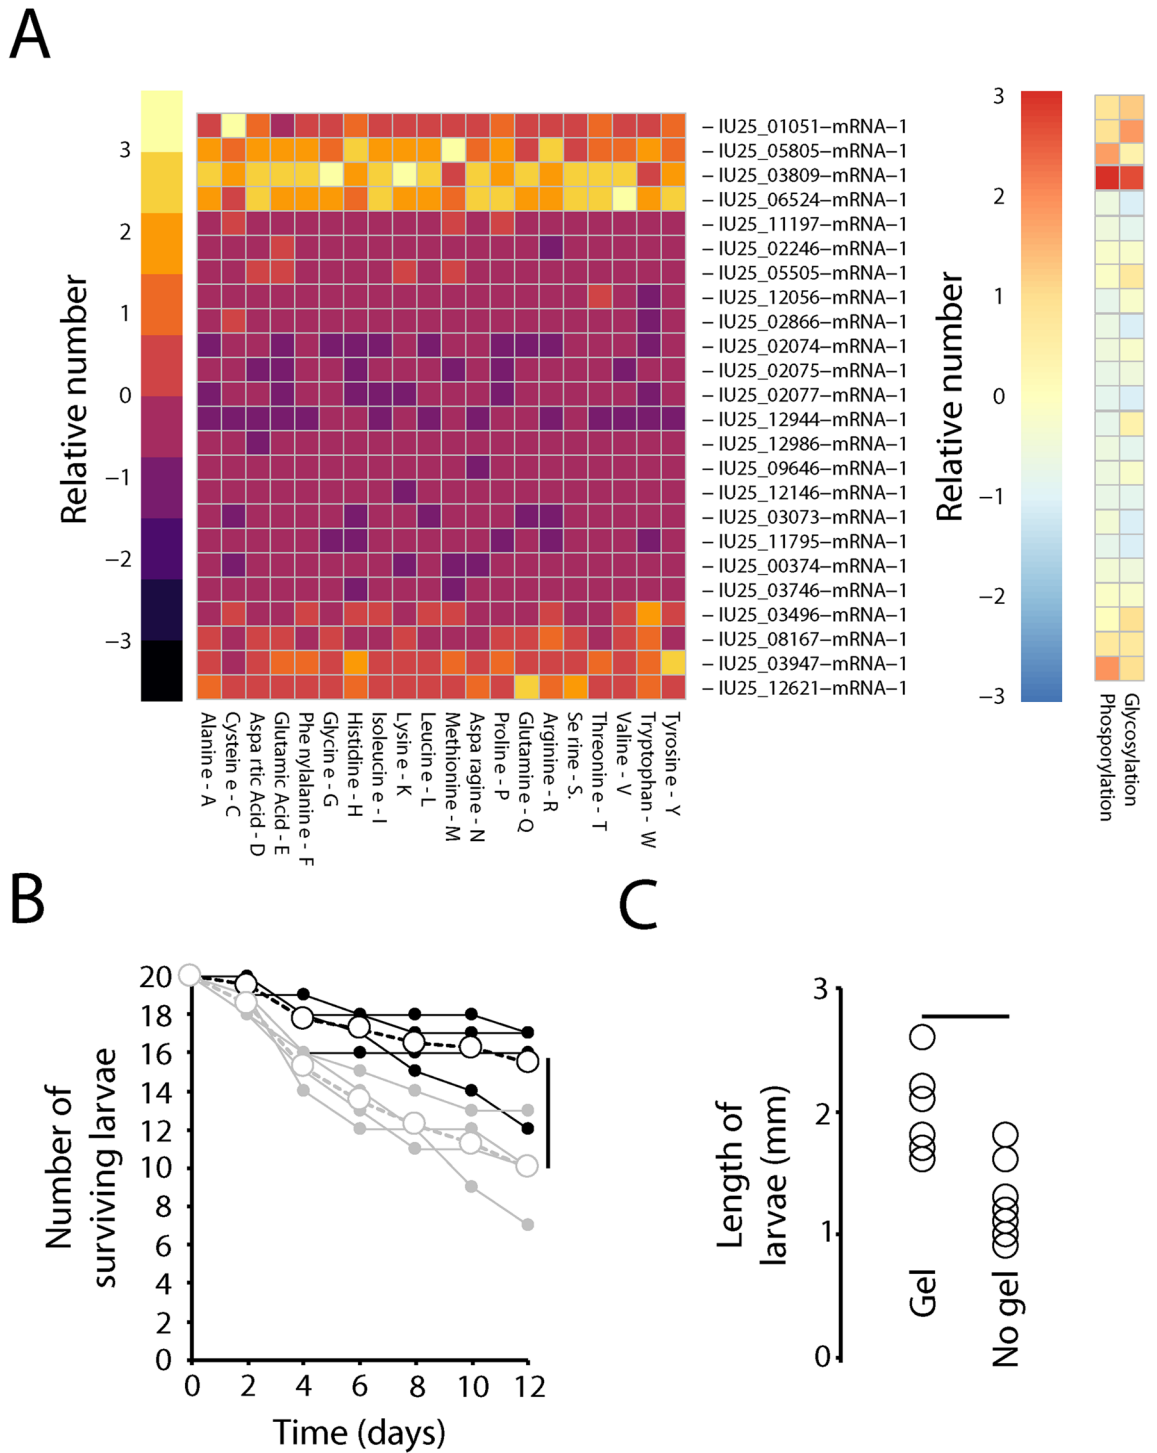 A
Relative number
3
2
1
0
−1
−2
−3
– IU25_01051−mRNA−1
– IU25_05805−mRNA−1
– IU25_03809−mRNA−1
– IU25_06524−mRNA−1
– IU25_11197−mRNA−1
– IU25_02246−mRNA−1
– IU25_05505−mRNA−1
– IU25_12056−mRNA−1
– IU25_02866−mRNA−1
– IU25_02074−mRNA−1
– IU25_02075−mRNA−1
– IU25_02077−mRNA−1
– IU25_12944−mRNA−1
– IU25_12986−mRNA−1
– IU25_09646−mRNA−1
– IU25_12146−mRNA−1
– IU25_03073−mRNA−1
– IU25_11795−mRNA−1
– IU25_00374−mRNA−1
– IU25_03746−mRNA−1
– IU25_03496−mRNA−1
– IU25_08167−mRNA−1
– IU25_03947−mRNA−1
– IU25_12621−mRNA−1
Alanine - A
Cystein e - C
Aspa rtic Acid - D
Glutamic Acid - E
Phe nylalanin e - F
Glycin e - G
Histidine - H
Isoleucin e - I
Lysin e - K
Leucin e - L
Methionine - M
Aspa ragine - N
Prolin e - P
Glutamin e - Q
Arginin e - R
Se rine - S.
Threonin e - T
Valine - V
Tryptophan - W
Tyrosin e - Y
Relative number
3
2
1
0
−1
−2
−3
Phosporylation
Glycosylation
B
Number of
surviving larvae
20
18
16
14
12
10
8
6
4
2
0
0 2 4 6 8 10 12
Time (days)
C
Length of
larvae (mm)
3
2
1
0
Gel
No gel